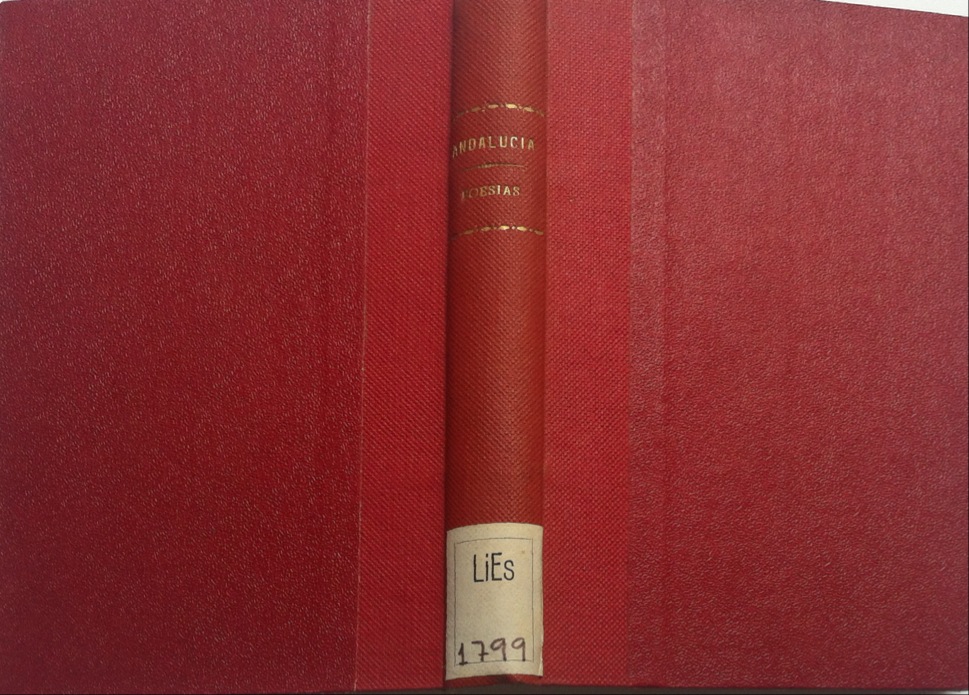 ANDALUCIA
POESIAS
LiEs
1799